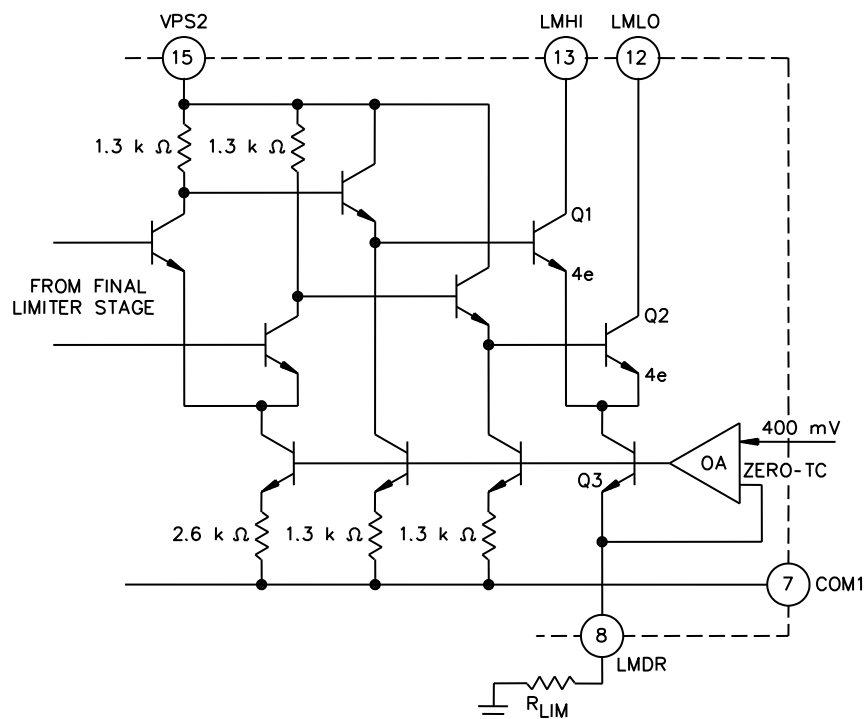 VPS2
LMHI
LMLO
15
13
12
1.3 k Ω
1.3 k Ω
Q1
4e
FROM FINAL
LIMITER STAGE
Q2
4e
400 mV
OA
ZERO-TC
Q3
2.6 k Ω
1.3 k Ω
1.3 k Ω
7
COM1
8
LMDR
RLIM